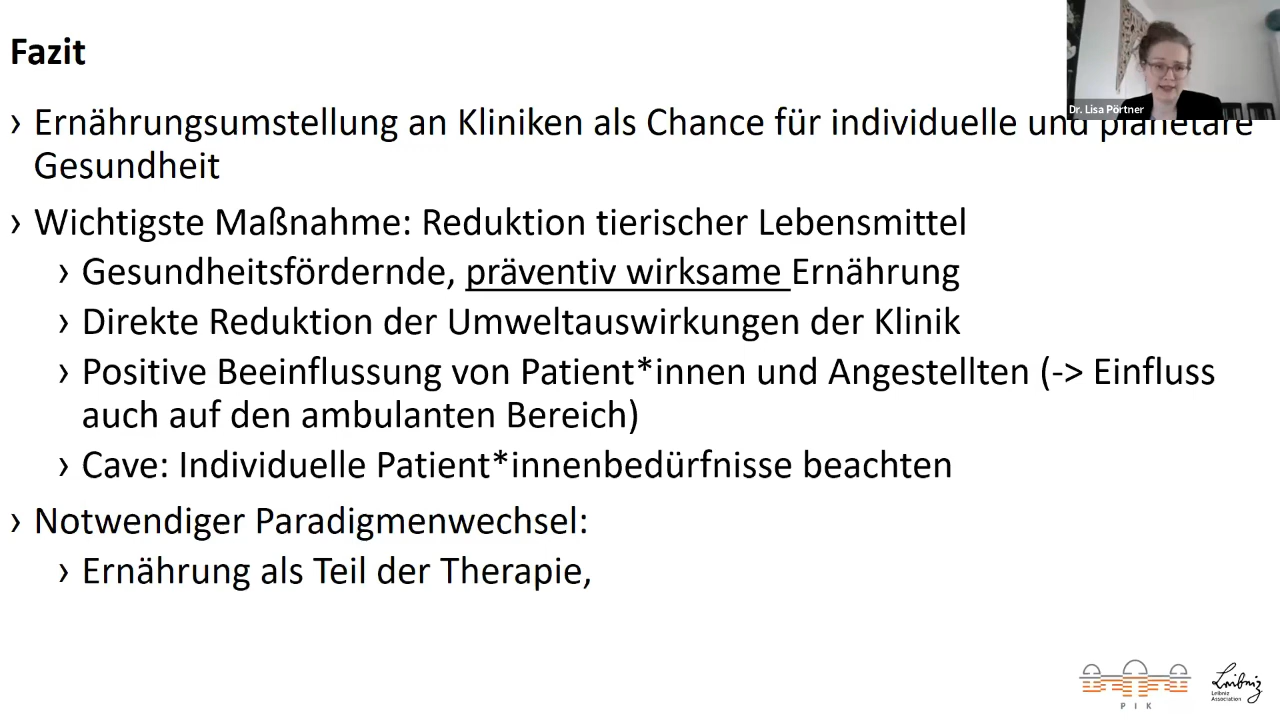 Fazit
Dr. Lisa Pörtner
› Ernährungsumstellung an Kliniken als Chance für individuelle und planetare
Gesundheit
› Wichtigste Maßnahme: Reduktion tierischer Lebensmittel
› Gesundheitsfördernde, präventiv wirksame Ernährung
› Direkte Reduktion der Umweltauswirkungen der Klinik
› Positive Beeinflussung von Patient*innen und Angestellten (-> Einfluss
auch auf den ambulanten Bereich)
› Cave: Individuelle Patient*innenbedürfnisse beachten
› Notwendiger Paradigmenwechsel:
› Ernährung als Teil der Therapie,
PIK
Leibniz
Leibniz
Association